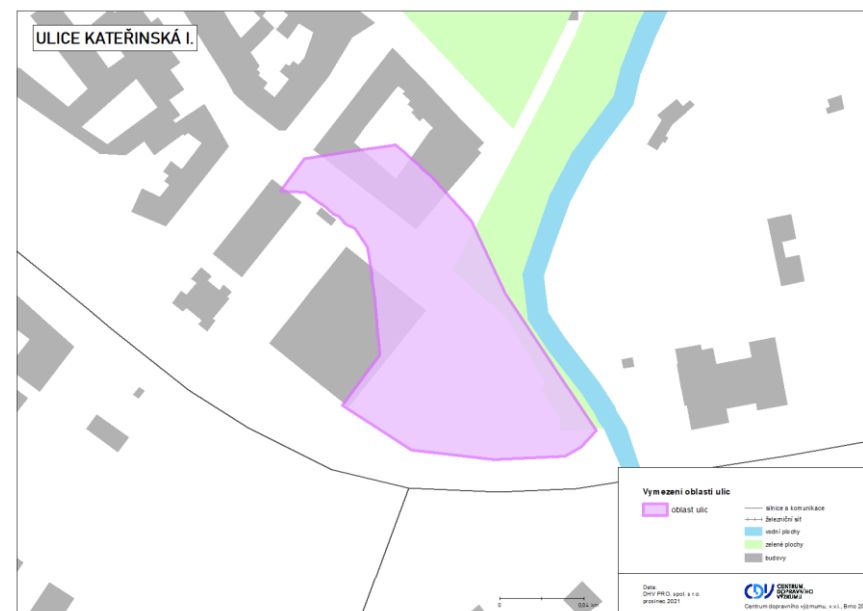 ULICE KATEŘINSKÁ I.
Vymezení oblasti ulic
oblast ulic
silnice a komunikace
železniční síť
vodní plochy
zelené plochy
budovy
0
0,04 km
Data:
DHV PRO, spol. s r.o.
prosinec 2021
CDV
CENTRUM
DOPRAVNÍHO
VÝZKUMU
Centrum dopravního výzkumu, v.v.i., Brno